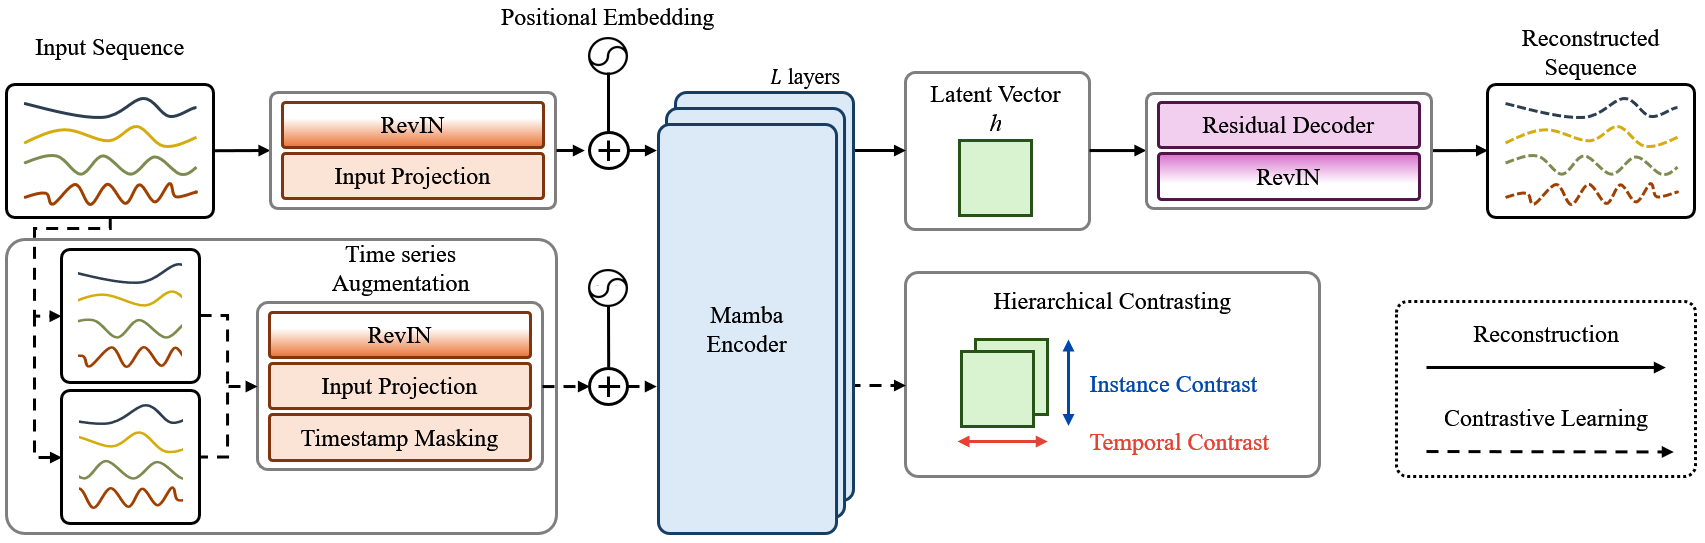 Positional Embedding
Input Sequence
RevIN
Input Projection
L layers
Mamba
Encoder
Latent Vector
h
Residual Decoder
RevIN
Reconstructed
Sequence
Time series
Augmentation
RevIN
Input Projection
Timestamp Masking
Hierarchical Contrasting
Instance Contrast
Temporal Contrast
Reconstruction
Contrastive Learning